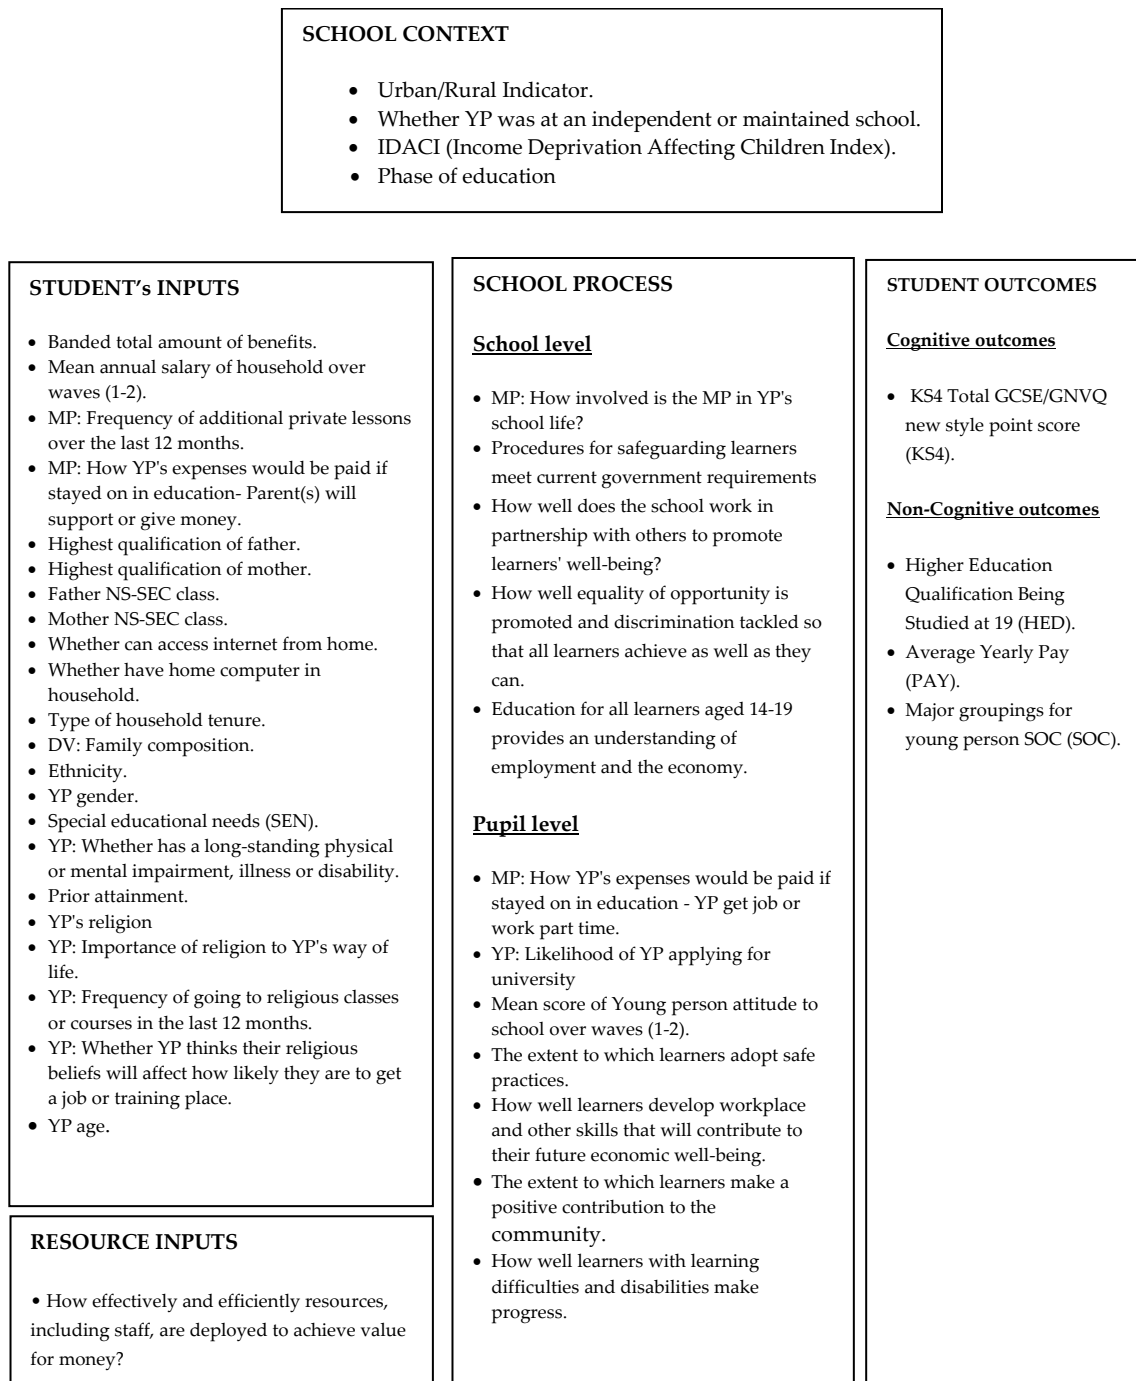 SCHOOL CONTEXT
• Urban/Rural Indicator.
• Whether YP was at an independent or maintained school.
• IDACI (Income Deprivation Affecting Children Index).
• Phase of education
STUDENT's INPUTS
• Banded total amount of benefits.
• Mean annual salary of household over
waves (1-2).
• MP: Frequency of additional private lessons
over the last 12 months.
• MP: How YP's expenses would be paid if
stayed on in education- Parent(s) will
support or give money.
• Highest qualification of father.
• Highest qualification of mother.
• Father NS-SEC class.
• Mother NS-SEC class.
• Whether can access internet from home.
• Whether have home computer in
household.
• Type of household tenure.
• DV: Family composition.
• Ethnicity.
• YP gender.
• Special educational needs (SEN).
• YP: Whether has a long-standing physical
or mental impairment, illness or disability.
• Prior attainment.
• YP's religion
• YP: Importance of religion to YP's way of
life.
• YP: Frequency of going to religious classes
or courses in the last 12 months.
• YP: Whether YP thinks their religious
beliefs will affect how likely they are to get
a job or training place.
• YP age.
RESOURCE INPUTS
• How effectively and efficiently resources,
including staff, are deployed to achieve value
for money?
SCHOOL PROCESS
School level
• MP: How involved is the MP in YP's
school life?
• Procedures for safeguarding learners
meet current government requirements
• How well does the school work in
partnership with others to promote
learners' well-being?
• How well equality of opportunity is
promoted and discrimination tackled so
that all learners achieve as well as they
can.
• Education for all learners aged 14-19
provides an understanding of
employment and the economy.
Pupil level
• MP: How YP's expenses would be paid if
stayed on in education - YP get job or
work part time.
• YP: Likelihood of YP applying for
university
• Mean score of Young person attitude to
school over waves (1-2).
• The extent to which learners adopt safe
practices.
• How well learners develop workplace
and other skills that will contribute to
their future economic well-being.
• The extent to which learners make a
positive contribution to the
community.
• How well learners with learning
difficulties and disabilities make
progress.
STUDENT OUTCOMES
Cognitive outcomes
• KS4 Total GCSE/GNVQ
new style point score
(KS4).
Non-Cognitive outcomes
• Higher Education
Qualification Being
Studied at 19 (HED).
• Average Yearly Pay
(PAY).
• Major groupings for
young person SOC (SOC).